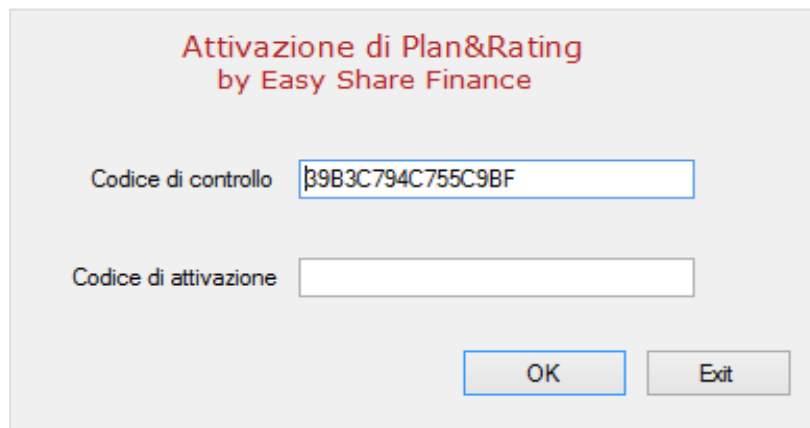 Attivazione di Plan&Rating
by Easy Share Finance
Codice di controllo 39B3C794C755C9BF
Codice di attivazione
OK Exit